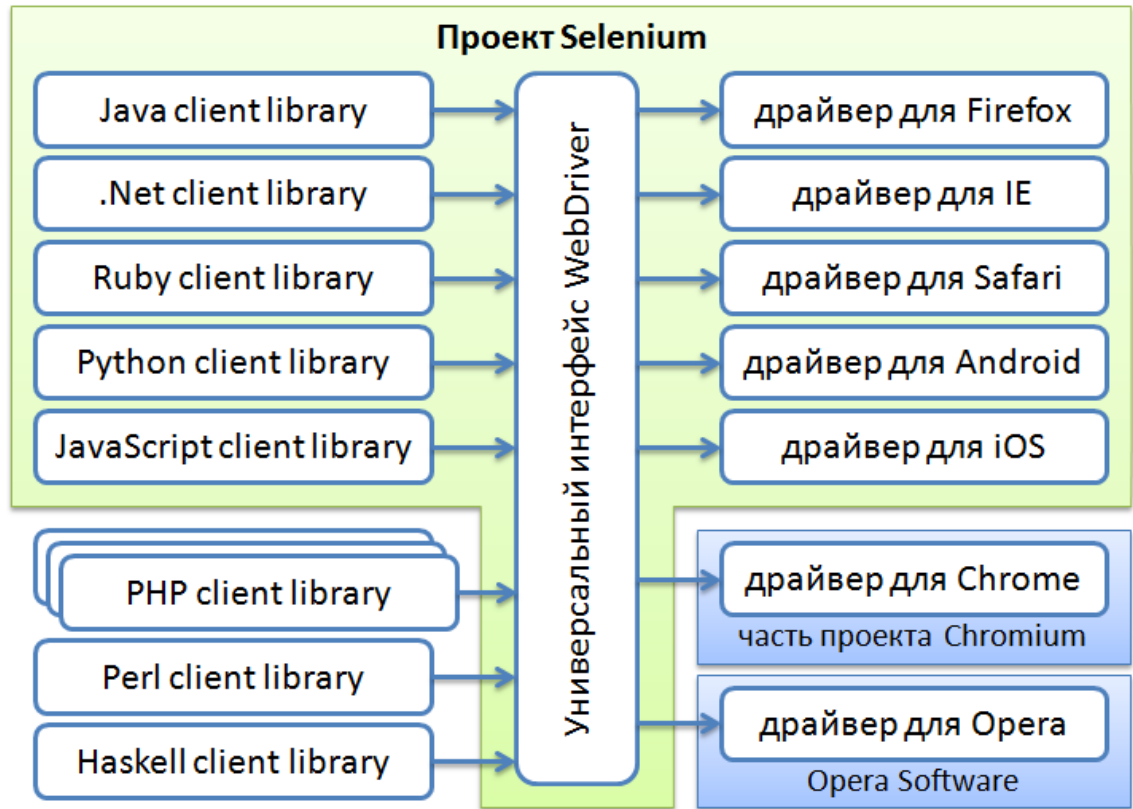 Проект Selenium
Java client library
.Net client library
Ruby client library
Python client library
JavaScript client library
PHP client library
Perl client library
Haskell client library
Универсальный интерфейс WebDriver
драйвер для Firefox
драйвер для IE
драйвер для Safari
драйвер для Android
драйвер для iOS
драйвер для Chrome
часть проекта Chromium
драйвер для Opera
Opera Software